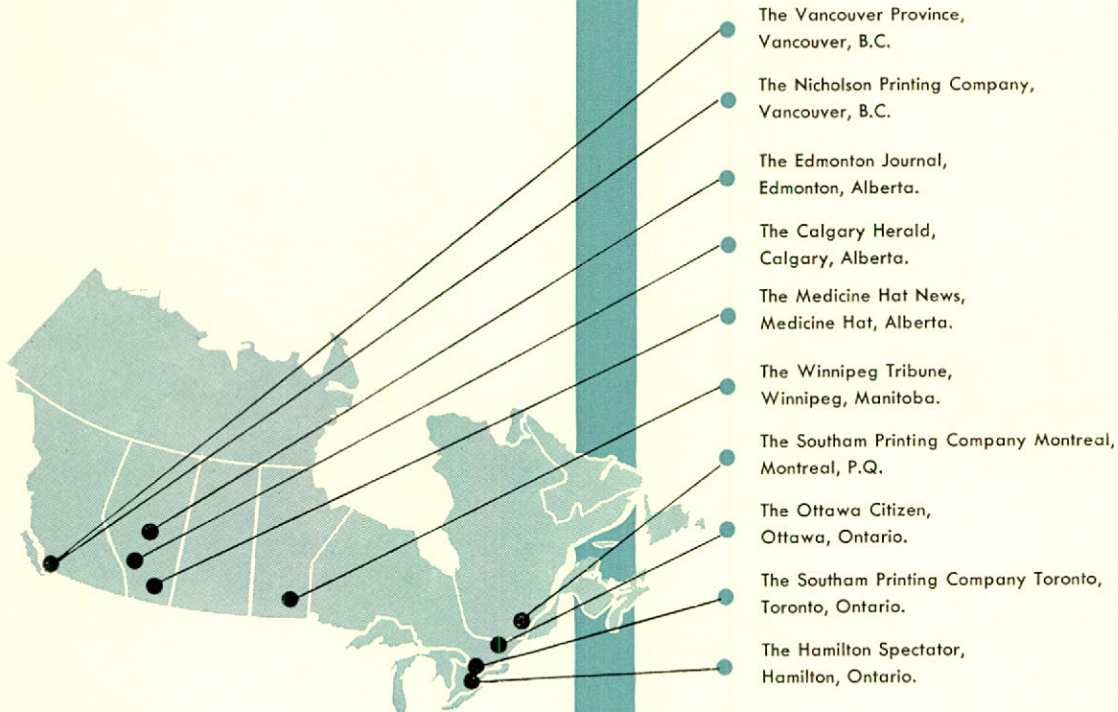 The Vancouver Province,
Vancouver, B.C.
The Nicholson Printing Company,
Vancouver, B.C.
The Edmonton Journal,
Edmonton, Alberta.
The Calgary Herald,
Calgary, Alberta.
The Medicine Hat News,
Medicine Hat, Alberta.
The Winnipeg Tribune,
Winnipeg, Manitoba.
The Southam Printing Company Montreal,
Montreal, P.Q.
The Ottawa Citizen,
Ottawa, Ontario.
The Southam Printing Company Toronto,
Toronto, Ontario.
The Hamilton Spectator,
Hamilton, Ontario.